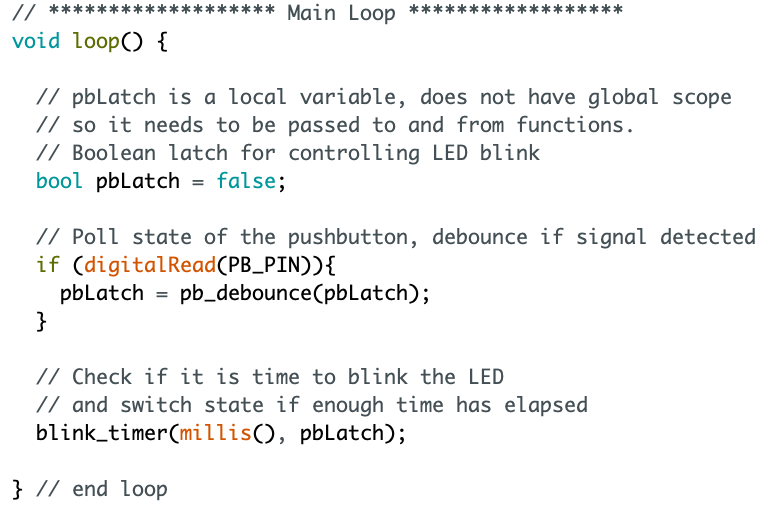 // ******************* Main Loop ******************
void loop() {
// pbLatch is a local variable, does not have global scope
// so it needs to be passed to and from functions.
// Boolean latch for controlling LED blink
bool pbLatch = false;
// Poll state of the pushbutton, debounce if signal detected
if (digitalRead(PB_PIN)){
pbLatch = pb_debounce(pbLatch);
}
// Check if it is time to blink the LED
// and switch state if enough time has elapsed
blink_timer(millis(), pbLatch);
} // end loop